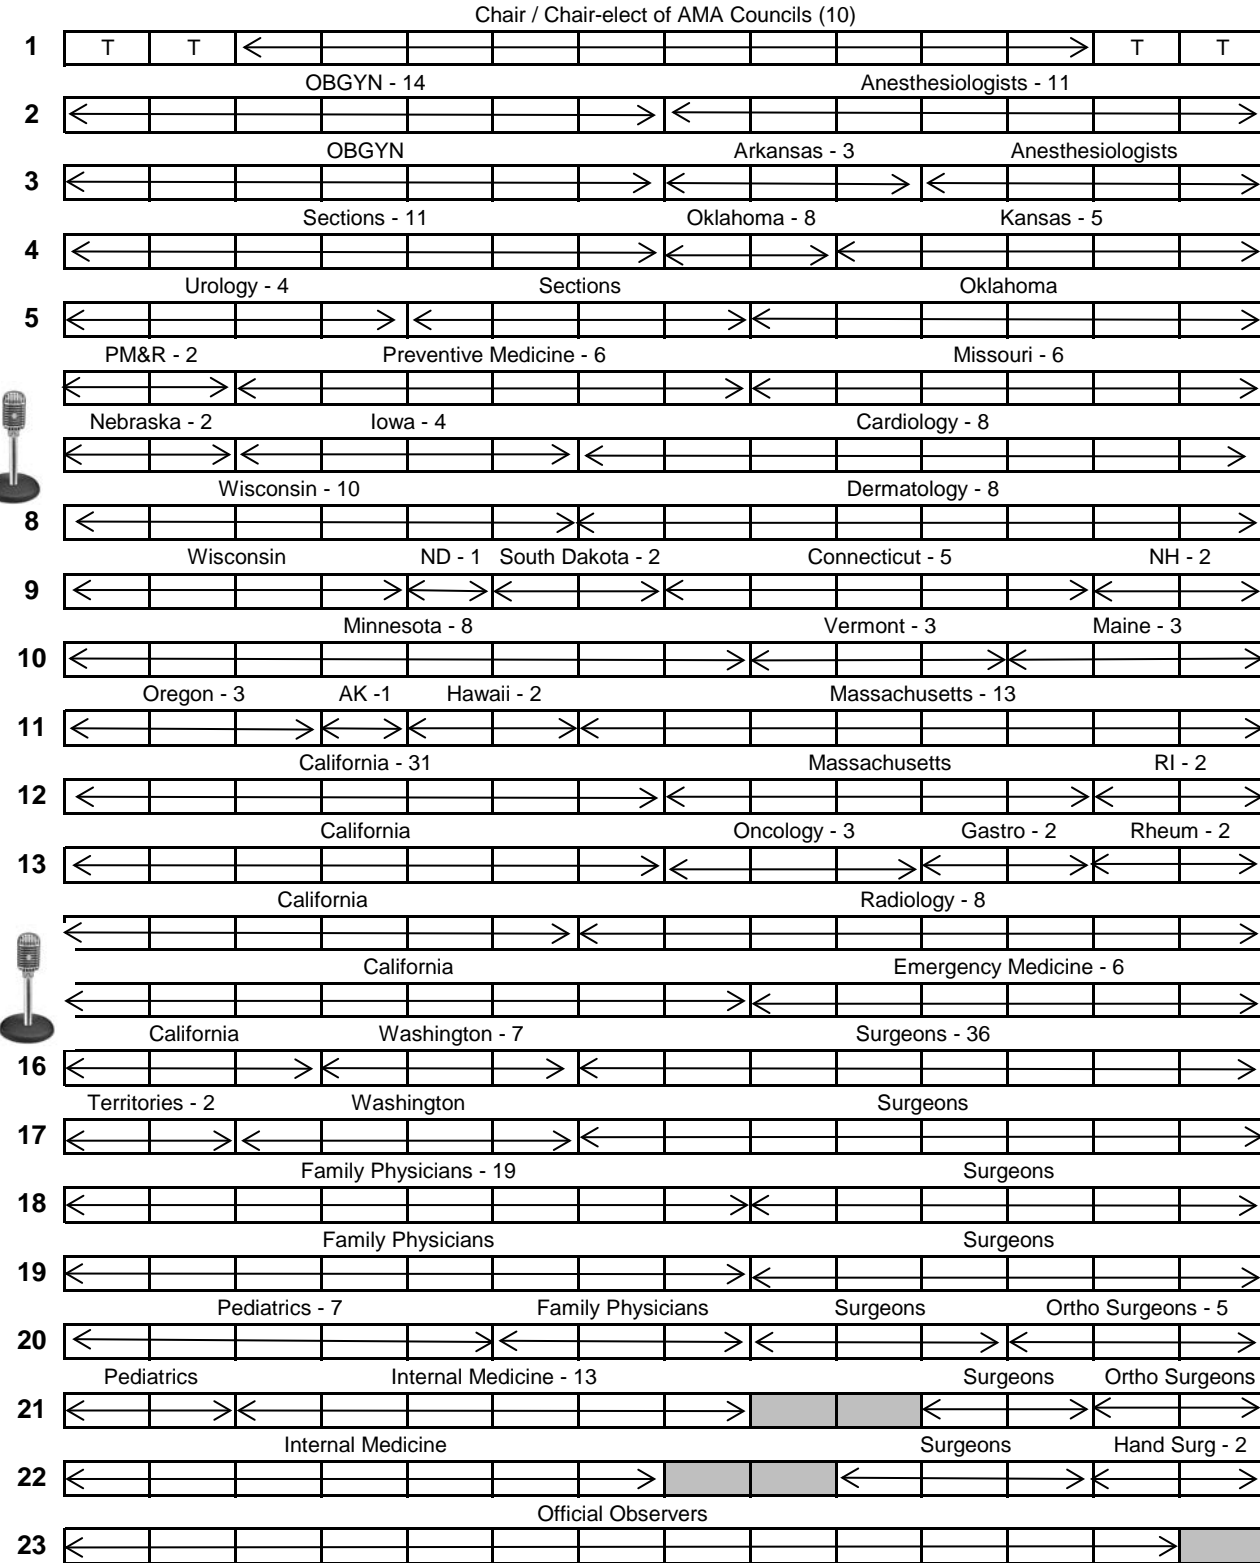 Chair / Chair-elect of AMA Councils (10)
1 T T T T
OBGYN - 14 Anesthesiologists - 11
2
OBGYN Arkansas - 3 Anesthesiologists
3
Sections - 11 Oklahoma - 8 Kansas - 5
4
Urology - 4 Sections Oklahoma
5
PM&R - 2 Preventive Medicine - 6 Missouri - 6
Nebraska - 2 Iowa - 4 Cardiology - 8
Wisconsin - 10 Dermatology - 8
8
Wisconsin ND - 1 South Dakota - 2 Connecticut - 5 NH - 2
9
Minnesota - 8 Vermont - 3 Maine - 3
10
Oregon - 3 AK -1 Hawaii - 2 Massachusetts - 13
11
California - 31 Massachusetts RI - 2
12
California Oncology - 3 Gastro - 2 Rheum - 2
13
California Radiology - 8
California Emergency Medicine - 6
California Washington - 7 Surgeons - 36
16
Territories - 2 Washington Surgeons
17
Family Physicians - 19 Surgeons
18
Family Physicians Surgeons
19
Pediatrics - 7 Family Physicians Surgeons Ortho Surgeons - 5
20
Pediatrics Internal Medicine - 13 Surgeons Ortho Surgeons
21
Internal Medicine Surgeons Hand Surg - 2
22
Official Observers
23